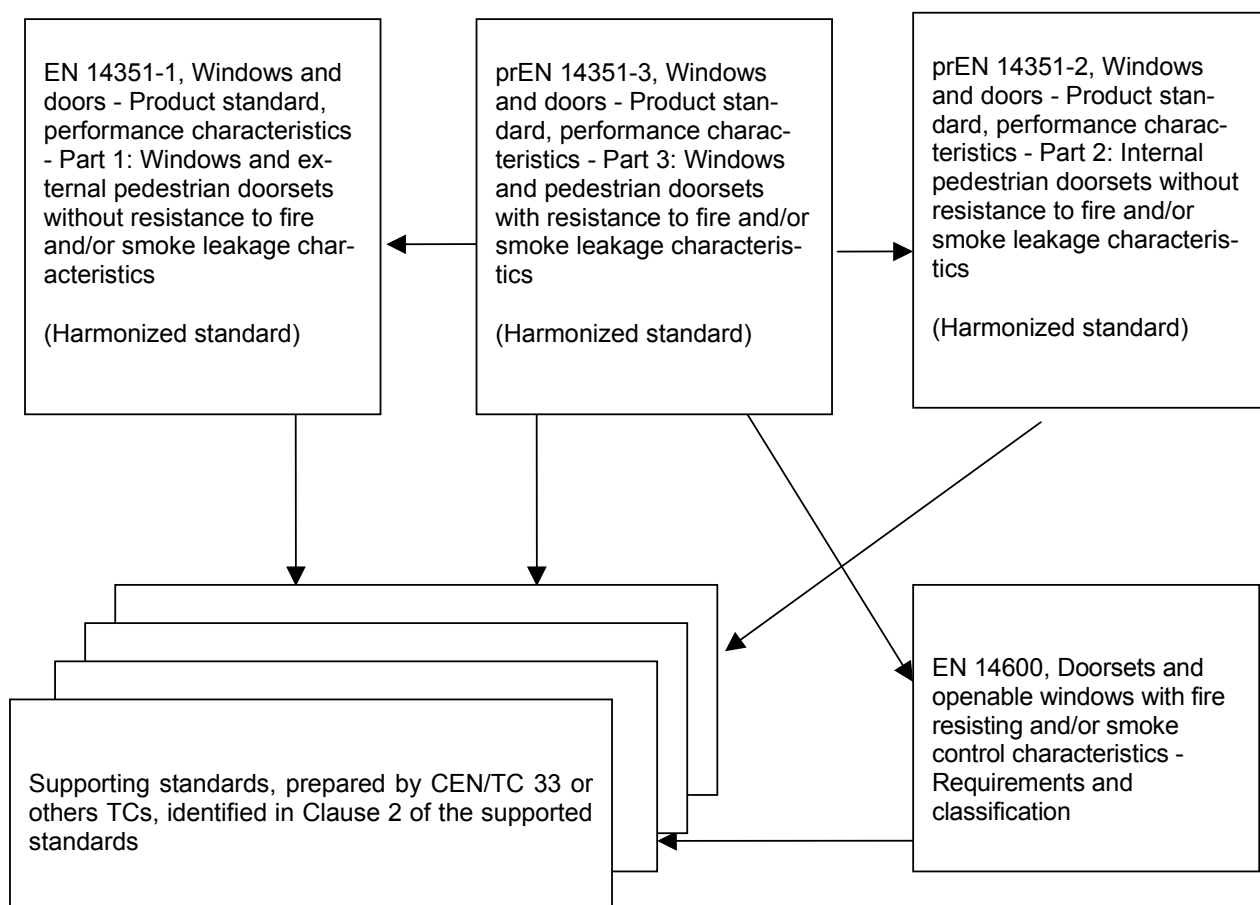 EN 14351-1, Windows and
doors - Product standard,
performance characteristics
- Part 1: Windows and ex-
ternal pedestrian doorsets
without resistance to fire
and/or smoke leakage char-
acteristics
(Harmonized standard)
prEN 14351-3, Windows
and doors - Product stan-
dard, performance charac-
teristics - Part 3: Windows
and pedestrian doorsets
with resistance to fire and/or
smoke leakage characteris-
tics
(Harmonized standard)
prEN 14351-2, Windows
and doors - Product stan-
dard, performance charac-
teristics - Part 2: Internal
pedestrian doorsets without
resistance to fire and/or
smoke leakage characteris-
tics
(Harmonized standard)
Supporting standards, prepared by CEN/TC 33 or
others TCs, identified in Clause 2 of the supported
standards
EN 14600, Doorsets and
openable windows with fire
resisting and/or smoke
control characteristics -
Requirements and
classification